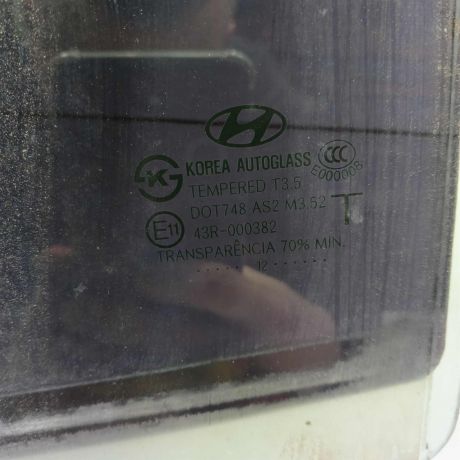 KOREA AUTOGLASS
CCC
E000008
K
TEMPERED T3.5
DOT748 AS2 M3.52
T
E11
43R-000382
TRANSPARÊNCIA 70% MIN.
······12······